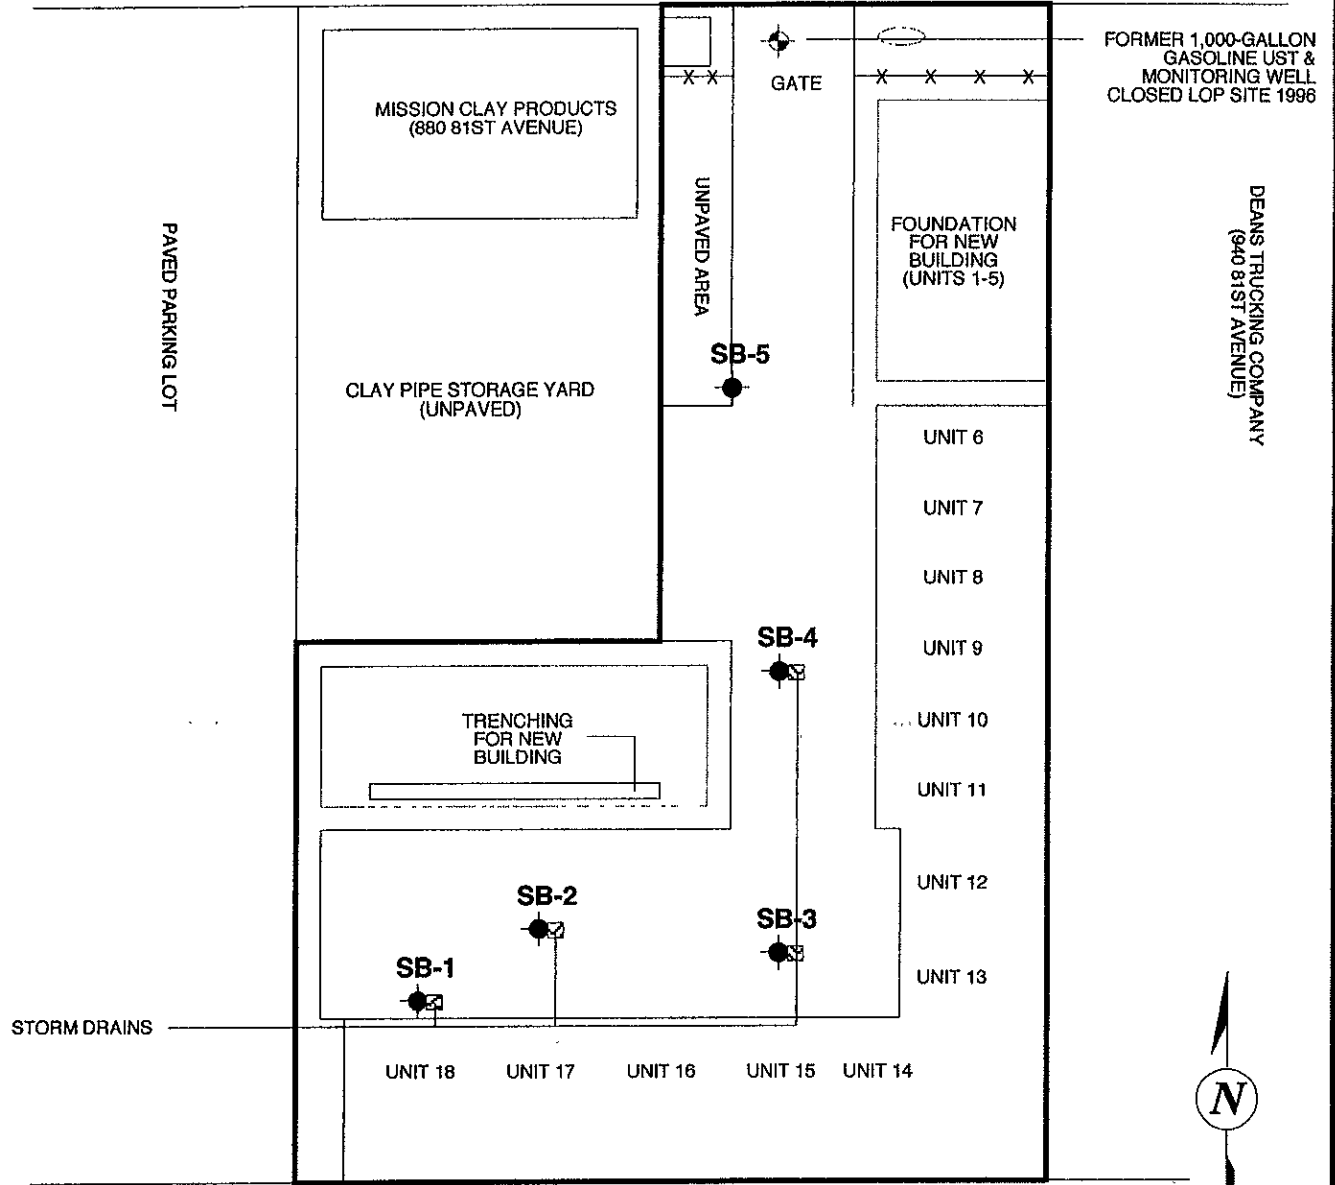 FORMER 1,000-GALLON
GASOLINE UST &
MONITORING WELL
CLOSED LOP SITE 1996
GATE
MISSION CLAY PRODUCTS
(880 81ST AVENUE)
UNPAVED AREA
FOUNDATION
FOR NEW
BUILDING
(UNITS 1-5)
DEANS TRUCKING COMPANY
(940 81ST AVENUE)
PAVED PARKING LOT
SB-5
CLAY PIPE STORAGE YARD
(UNPAVED)
UNIT 6
UNIT 7
UNIT 8
UNIT 9
UNIT 10
UNIT 11
UNIT 12
UNIT 13
SB-4
TRENCHING
FOR NEW
BUILDING
SB-2
SB-3
SB-1
STORM DRAINS
UNIT 18
UNIT 17
UNIT 16
UNIT 15
UNIT 14
N